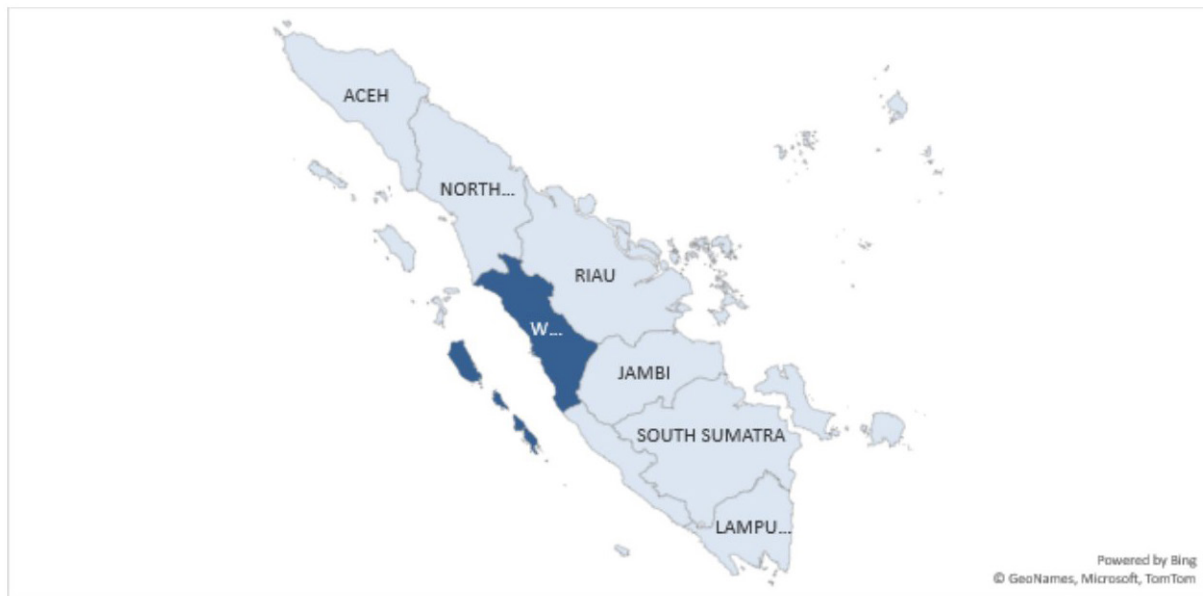 ACEH
NORTH...
RIAU
W...
JAMBI
SOUTH SUMATRA
LAMPU...
Powered by Bing
© GeoNames, Microsoft, TomTom